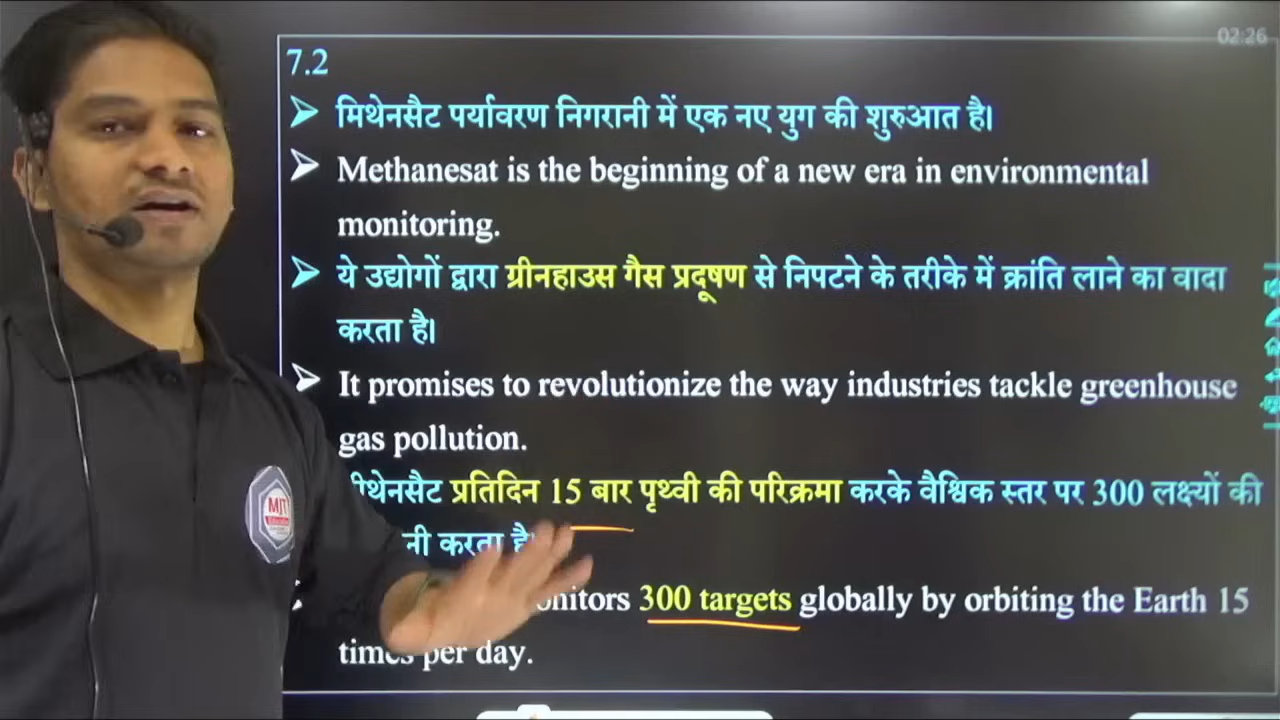 02:26
7.2
➤ मिथेनसैट पर्यावरण निगरानी में एक नए युग की शुरुआत है।
➤ Methanesat is the beginning of a new era in environmental
monitoring.
➤ ये उद्योगों द्वारा ग्रीनहाउस गैस प्रदूषण से निपटने के तरीके में क्रांति लाने का वादा
करता है।
➤ It promises to revolutionize the way industries tackle greenhouse
gas pollution.
प्रतिदिन 15 बार पृथ्वी की परिक्रमा करके वैश्विक स्तर पर 300 लक्ष्यों की
करता है।
300 targets globally by orbiting the Earth 15
times per day.
MJT
Education